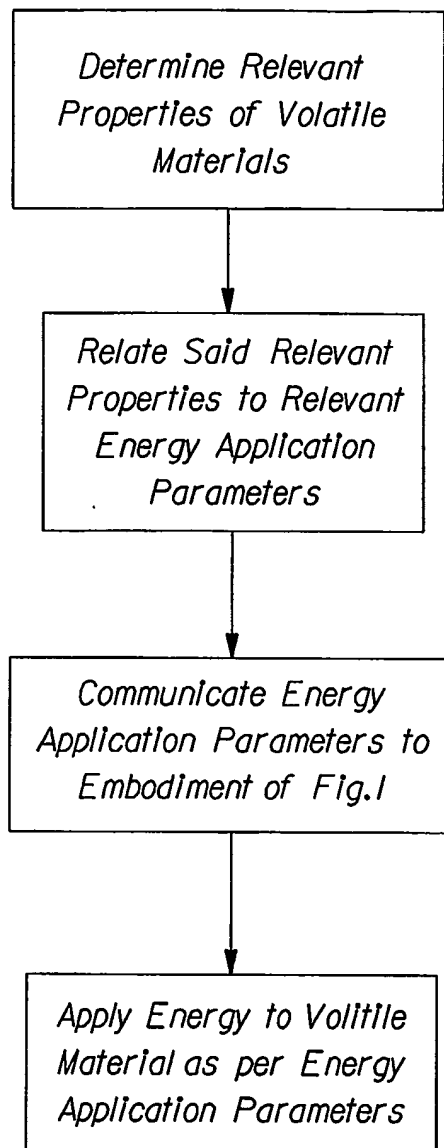 Determine Relevant
Properties of Volatile
Materials
Relate Said Relevant
Properties to Relevant
Energy Application
Parameters
Communicate Energy
Application Parameters to
Embodiment of Fig.1
Apply Energy to Volitile
Material as per Energy
Application Parameters